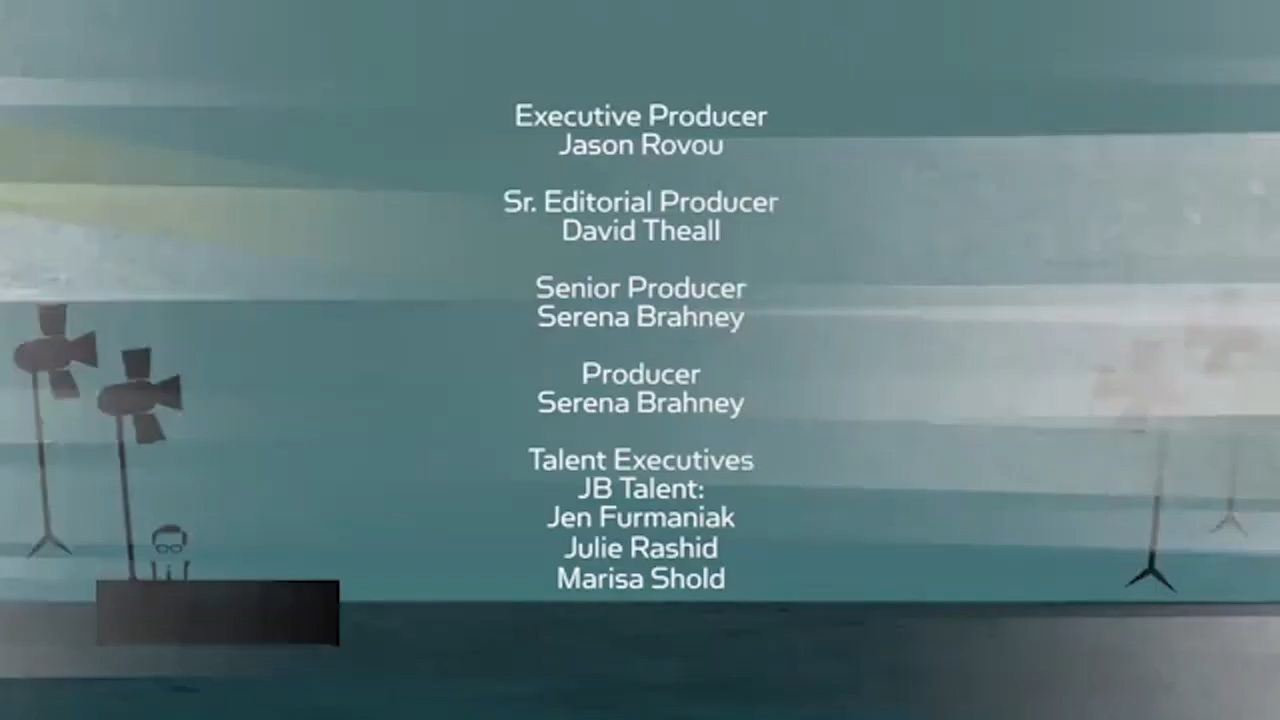 Executive Producer
Jason Rovou
Sr. Editorial Producer
David Theall
Senior Producer
Serena Brahney
Producer
Serena Brahney
Talent Executives
JB Talent:
Jen Furmaniak
Julie Rashid
Marisa Shold